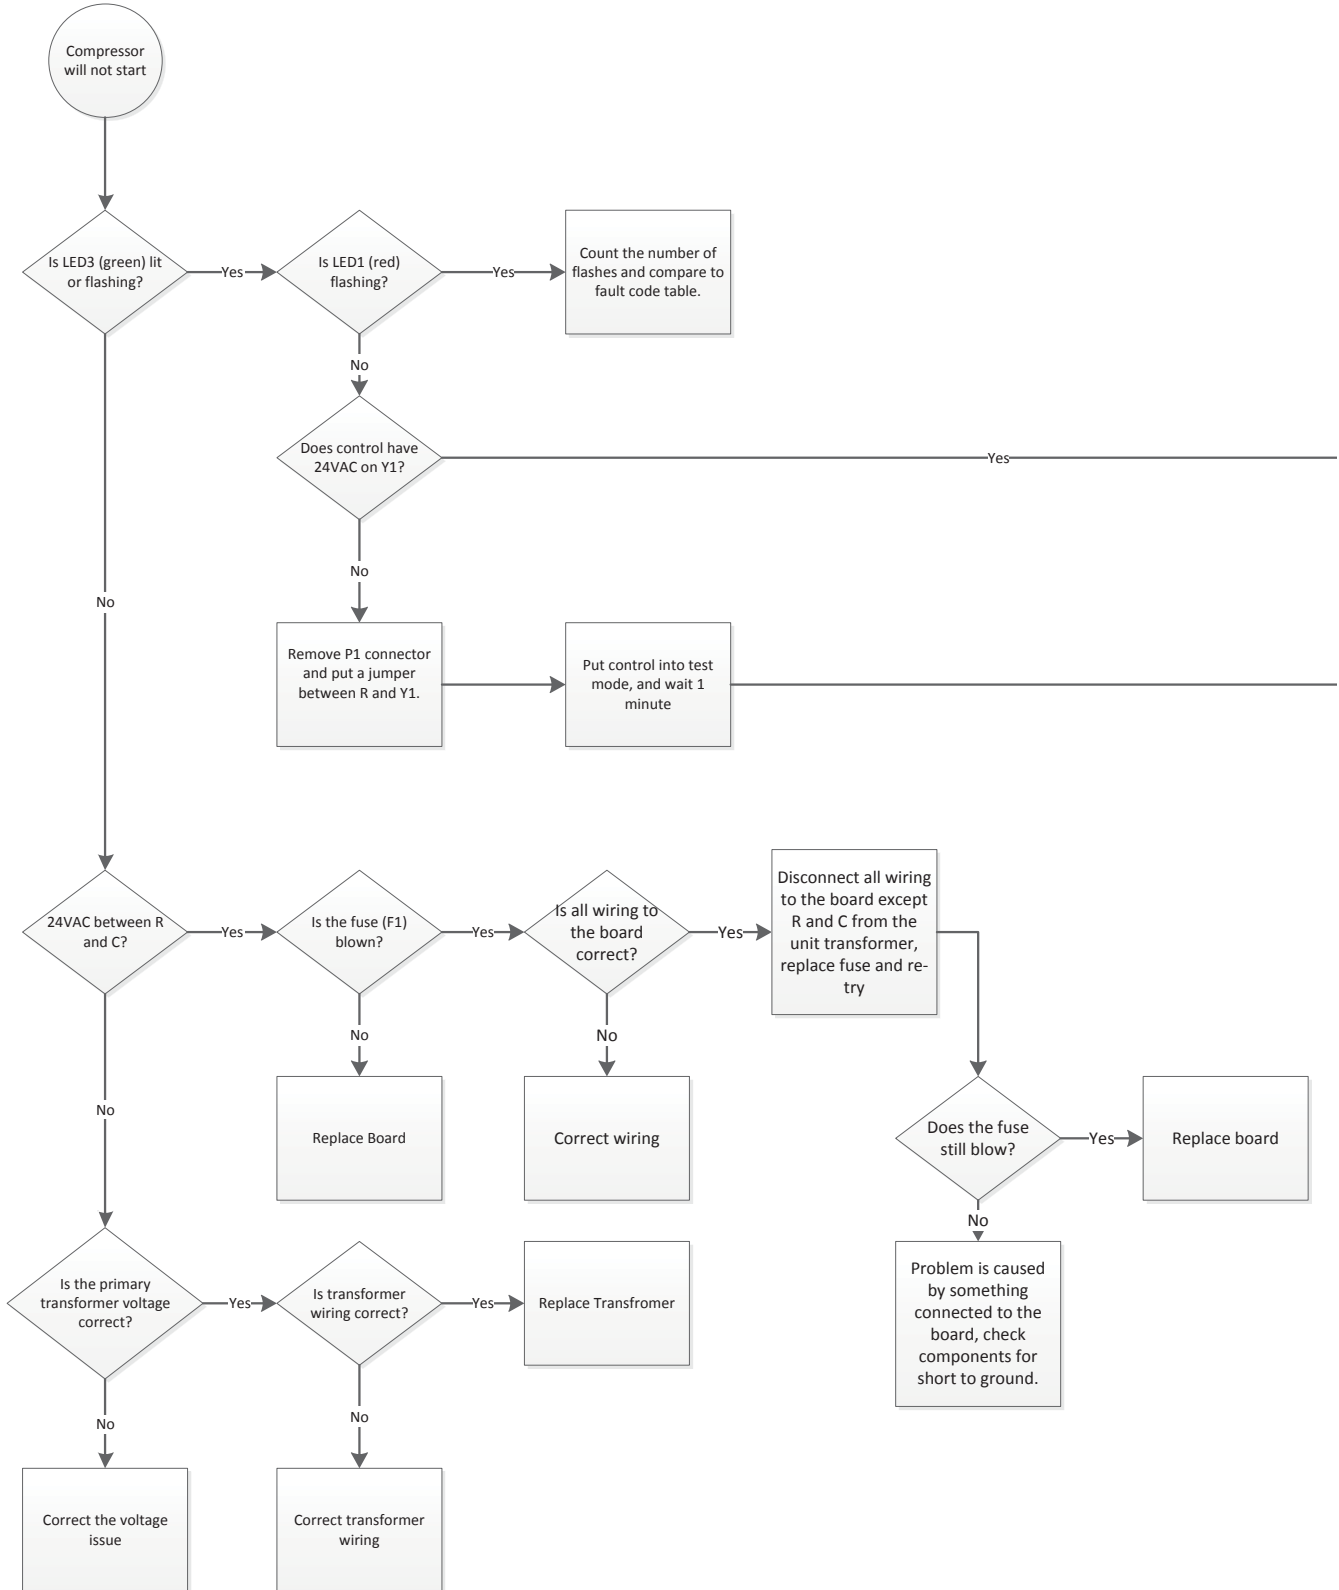 Compressor
will not start
Is LED3 (green) lit
or flashing?
Yes
Is LED1 (red)
flashing?
Yes
Count the number of
flashes and compare to
fault code table.
No
Does control have
24VAC on Y1?
Yes
No
No
Remove P1 connector
and put a jumper
between R and Y1.
Put control into test
mode, and wait 1
minute
24VAC between R
and C?
Yes
Is the fuse (F1)
blown?
Yes
Is all wiring to
the board
correct?
Yes
Disconnect all wiring
to the board except
R and C from the
unit transformer,
replace fuse and re-
try
No
No
No
Replace Board
Correct wiring
Does the fuse
still blow?
Yes
Replace board
No
Is the primary
transformer voltage
correct?
Yes
Is transformer
wiring correct?
Yes
Replace Transfromer
Problem is caused
by something
connected to the
board, check
components for
short to ground.
No
No
Correct the voltage
issue
Correct transformer
wiring